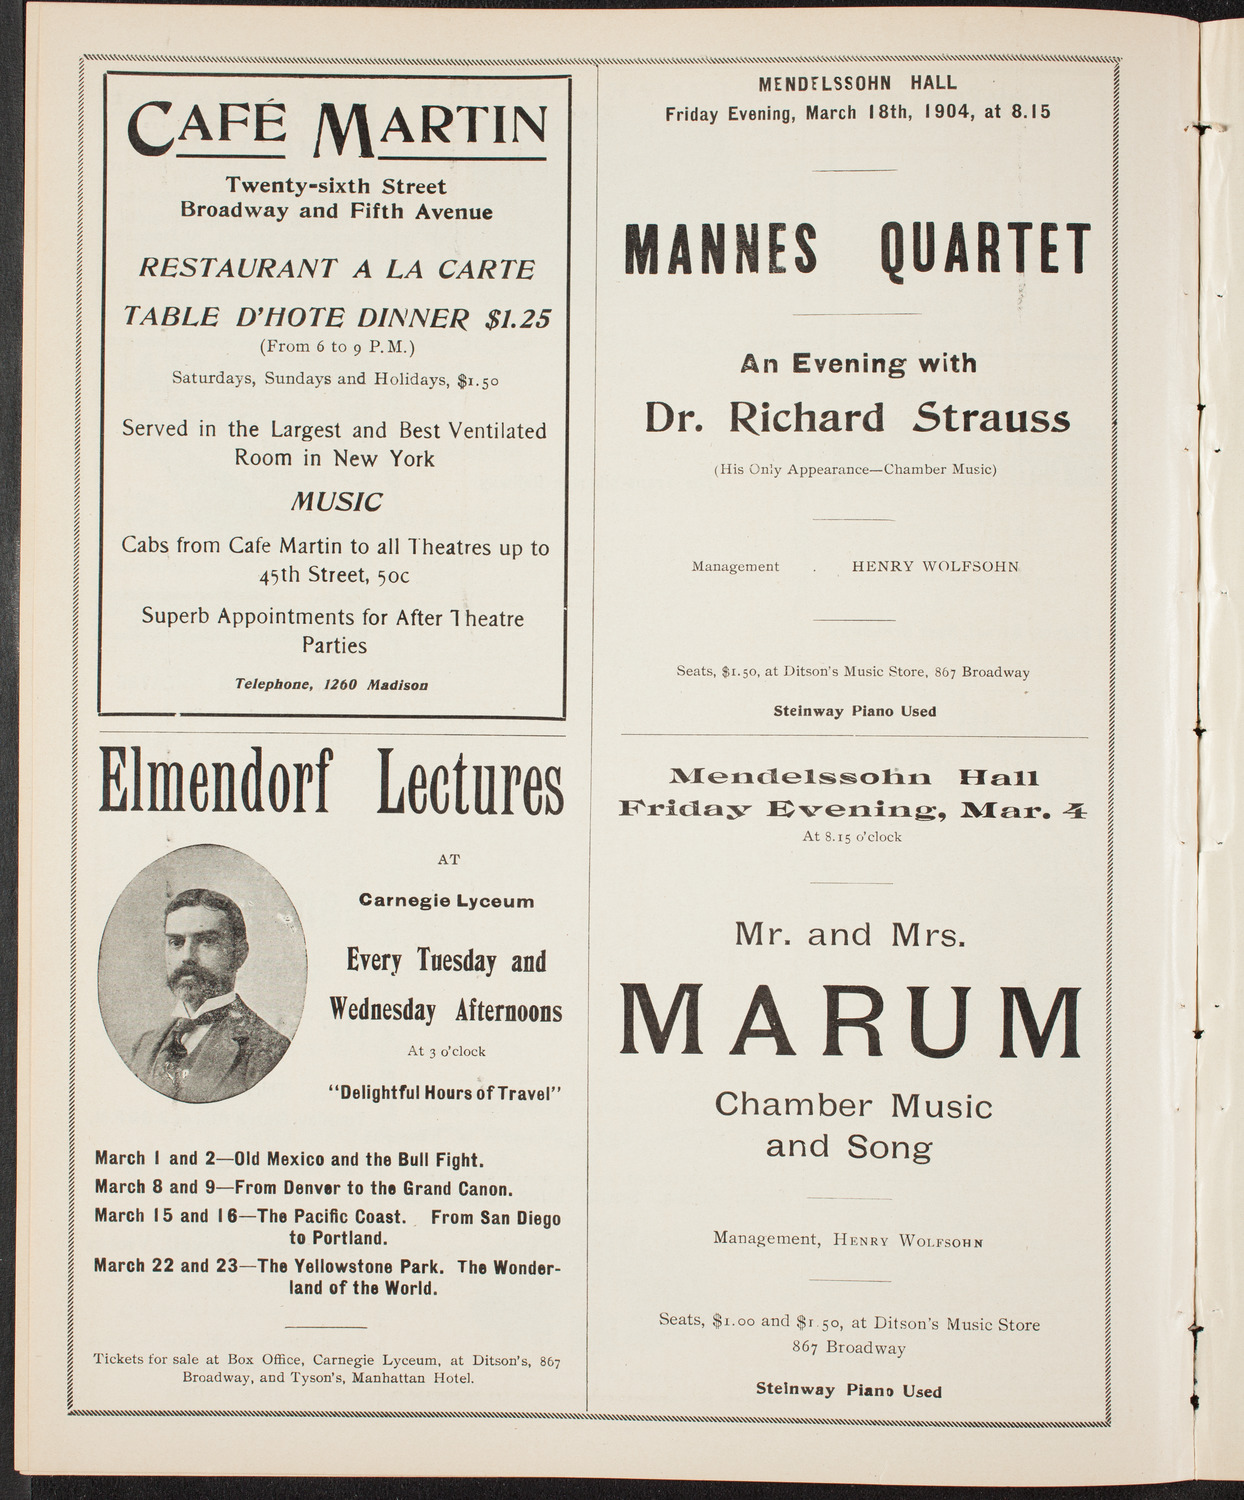 CAFÉ MARTIN
Twenty-sixth Street
Broadway and Fifth Avenue
RESTAURANT A LA CARTE
TABLE D'HOTE DINNER $1.25
(From 6 to 9 P.M.)
Saturdays, Sundays and Holidays, $1.50
Served in the Largest and Best Ventilated
Room in New York
MUSIC
Cabs from Cafe Martin to all Theatres up to
45th Street, 50c
Superb Appointments for After Theatre
Parties
Telephone, 1260 Madison
Elmendorf Lectures
AT
Carnegie Lyceum
Every Tuesday and
Wednesday Afternoons
At 3 o'clock
"Delightful Hours of Travel"
March 1 and 2—Old Mexico and the Bull Fight.
March 8 and 9—From Denver to the Grand Canon.
March 15 and 16—The Pacific Coast. From San Diego
to Portland.
March 22 and 23—The Yellowstone Park. The Wonder-
land of the World.
Tickets for sale at Box Office, Carnegie Lyceum, at Ditson's, 867
Broadway, and Tyson's, Manhattan Hotel.
MENDELSSOHN HALL
Friday Evening, March 18th, 1904, at 8.15
MANNES QUARTET
An Evening with
Dr. Richard Strauss
(His Only Appearance—Chamber Music)
Management . HENRY WOLFSOHN
Seats, $1.50, at Ditson's Music Store, 867 Broadway
Steinway Piano Used
Mendelssohn Hall
Friday Evening, Mar. 4
At 8.15 o'clock
Mr. and Mrs.
MARUM
Chamber Music
and Song
Management, HENRY WOLFSOHN
Seats, $1.00 and $1.50, at Ditson's Music Store
867 Broadway
Steinway Piano Used